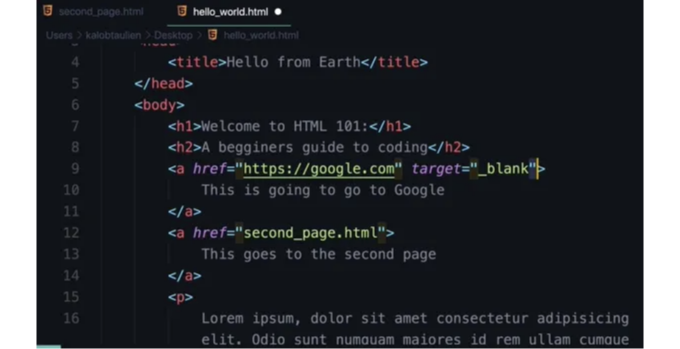 second_page.html hello_world.html
Users > kalobtaulien > Desktop > hello_world.html
4 <title>Hello from Earth</title>
5 </head>
6 <body>
7 <h1>Welcome to HTML 101:</h1>
8 <h2>A begginers guide to coding</h2>
9 <a href="https://google.com" target="_blank">
10 This is going to go to Google
11 </a>
12 <a href="second_page.html">
13 This goes to the second page
14 </a>
15 <p>
16 Lorem ipsum, dolor sit amet consectetur adipisicing
elit. Odio sunt numquam maiores id rem ullam cumque